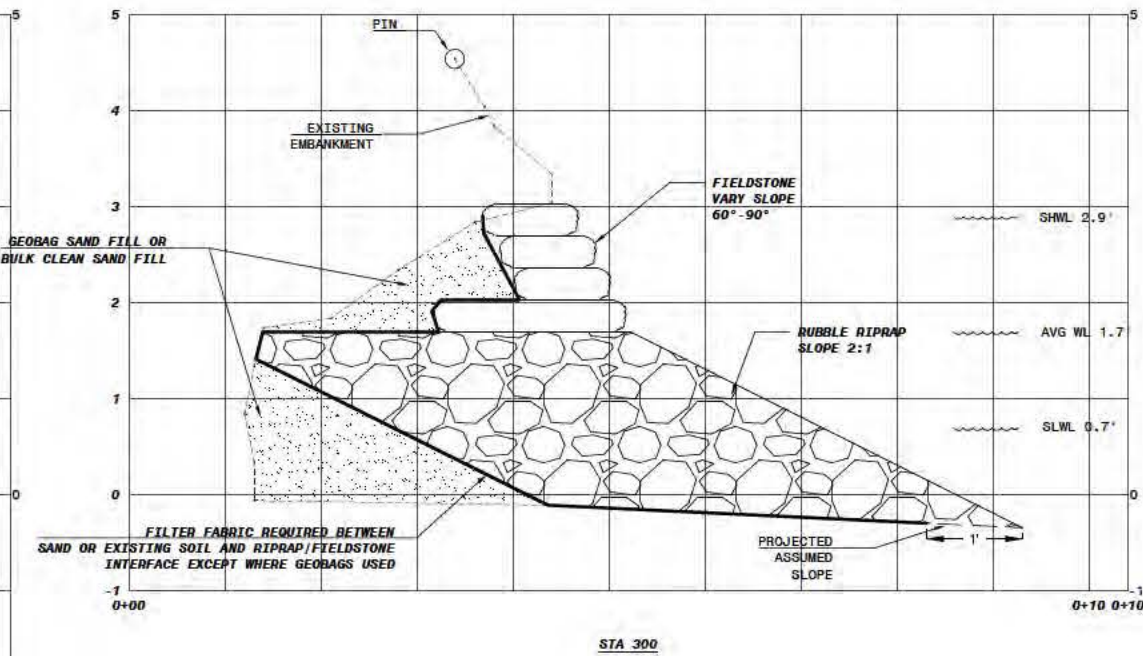 5
5
5
PIN
4
EXISTING
EMBANKMENT
3
FIELDSTONE
VARY SLOPE
60°-90°
SHWL 2.9'
GEOBAG SAND FILL OR
BULK CLEAN SAND FILL
2
RUBBLE RIPRAP
SLOPE 2:1
AVG WL 1.7'
1
SLWL 0.7'
0
0
0
FILTER FABRIC REQUIRED BETWEEN
SAND OR EXISTING SOIL AND RIPRAP/FIELDSTONE
INTERFACE EXCEPT WHERE GEOBAGS USED
PROJECTED
ASSUMED
SLOPE
1'
-1
-1
0+00
0+10 0+10
STA 300